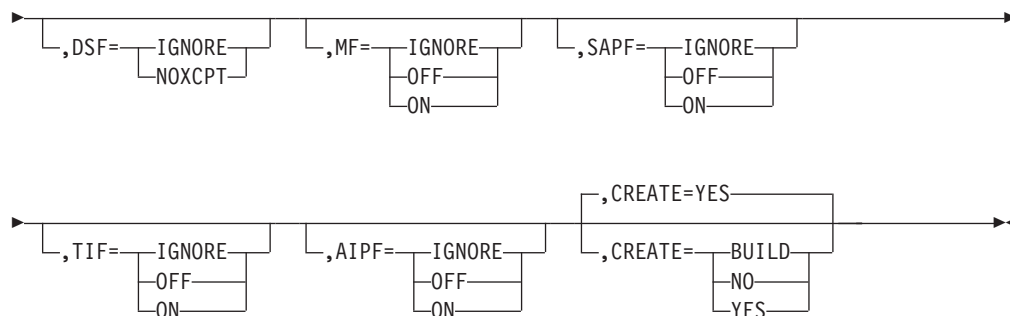 ,DSF= IGNORE ,MF= IGNORE ,SAPF= IGNORE
NOXCPT OFF OFF
ON ON
,CREATE=YES
,TIF= IGNORE ,AIPF= IGNORE ,CREATE= BUILD
OFF OFF NO
ON ON YES